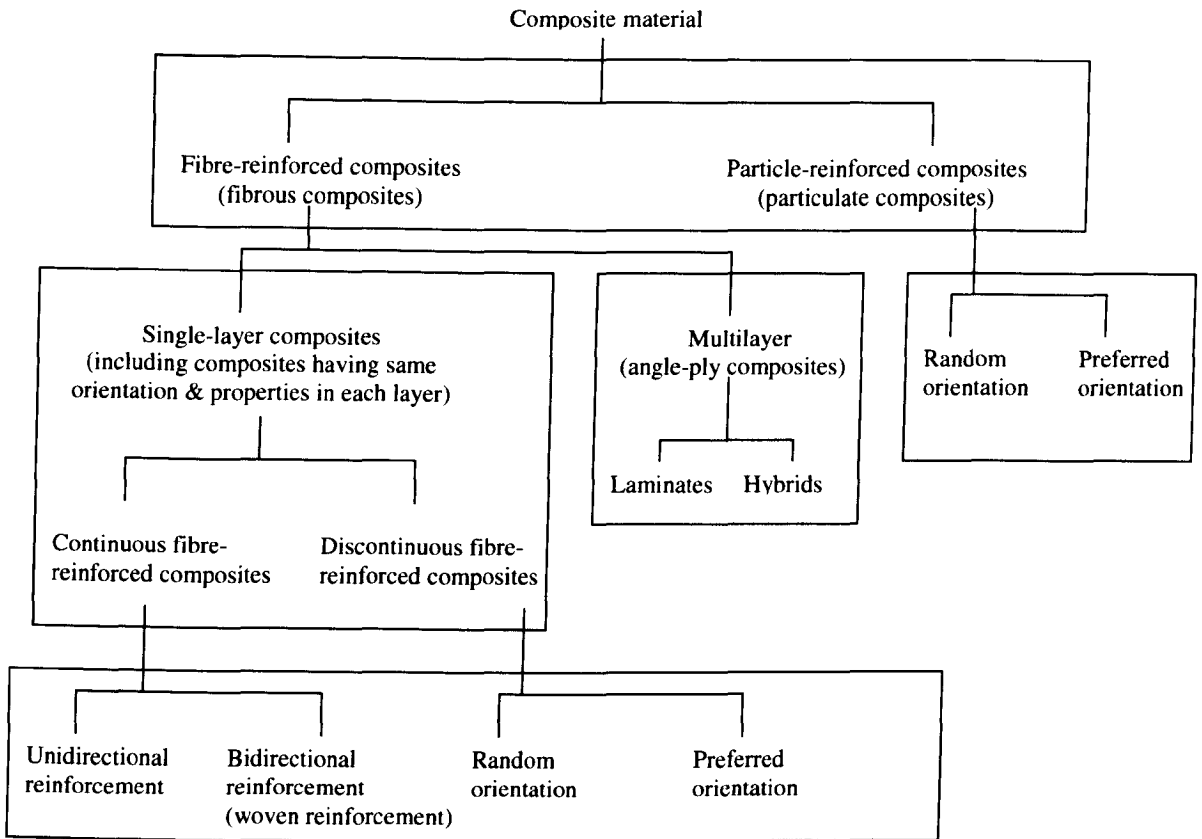 Composite material
Fibre-reinforced composites
(fibrous composites)
Particle-reinforced composites
(particulate composites)
Single-layer composites
(including composites having same
orientation & properties in each layer)
Multilayer
(angle-ply composites)
Random
orientation
Preferred
orientation
Laminates
Hybrids
Continuous fibre-
reinforced composites
Discontinuous fibre-
reinforced composites
Unidirectional
reinforcement
Bidirectional
reinforcement
(woven reinforcement)
Random
orientation
Preferred
orientation